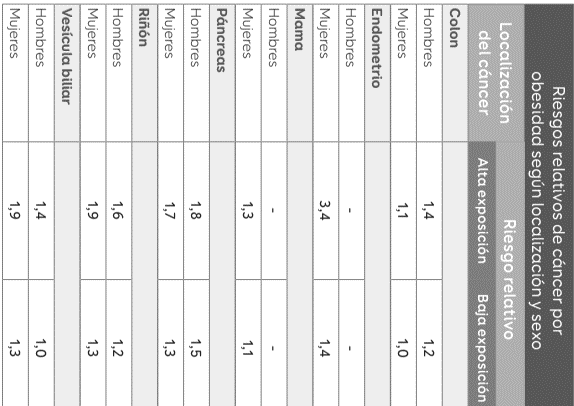 Riesgos relativos de cáncer por
obesidad según localización y sexo
Localización
del cáncer
Riesgo relativo
Alta exposición Baja exposición
Colon
Hombres 1,4 1,2
Mujeres 1,1 1,0
Endometrio
Hombres - -
Mujeres 3,4 1,4
Mama
Hombres - -
Mujeres 1,3 1,1
Páncreas
Hombres 1,8 1,5
Mujeres 1,7 1,3
Riñón
Hombres 1,6 1,2
Mujeres 1,9 1,3
Vesícula biliar
Hombres 1,4 1,0
Mujeres 1,9 1,3